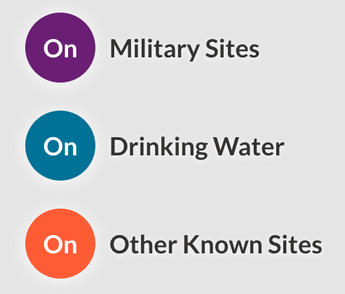 On Military Sites
On Drinking Water
On Other Known Sites